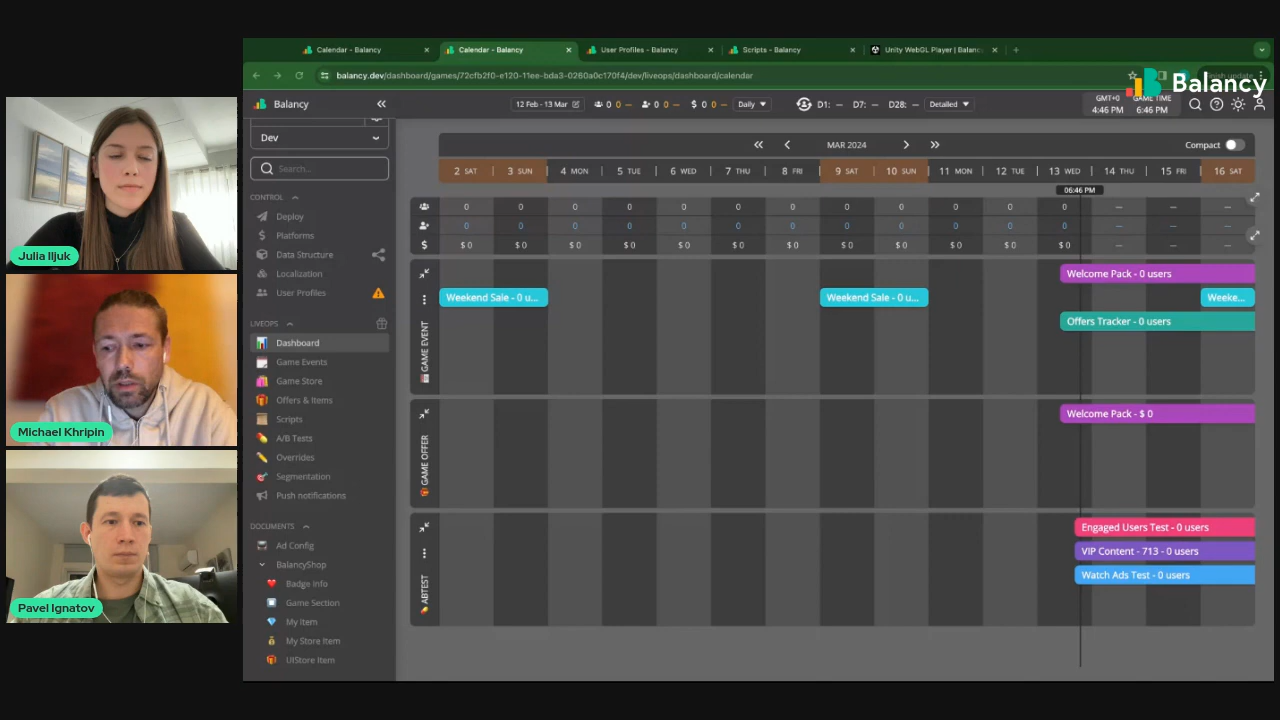 Calendar - Balancy
Calendar - Balancy
User Profiles - Balancy
Scripts - Balancy
Unity WebGL Player | Balanc
balancy.dev/dashboard/games/72cfb2f0-e120-11ee-bda3-0260a0c170f4/dev/liveops/dashboard/calendar
Balancy
Balancy
12 Feb - 13 Mar
0 0 –
0 0 –
$ 0 0 –
Daily
D1: –
D7: –
D28: –
Detailed
GMT+0
4:46 PM
GAME TIME
6:46 PM
Dev
Search...
CONTROL
Deploy
Platforms
Data Structure
Localization
User Profiles
LIVEOPS
Dashboard
Game Events
Game Store
Offers & Items
Scripts
A/B Tests
Overrides
Segmentation
Push notifications
DOCUMENTS
Ad Config
BalancyShop
Badge Info
Game Section
My Item
My Store Item
UIStore Item
MAR 2024
Compact
2 SAT 3 SUN 4 MON 5 TUE 6 WED 7 THU 8 FRI 9 SAT 10 SUN 11 MON 12 TUE 13 WED 14 THU 15 FRI 16 SAT
06:46 PM
0 0 0 0 0 0 0 0 0 0 0 0 – – –
0 0 0 0 0 0 0 0 0 0 0 0 – – –
$ $ 0 $ 0 $ 0 $ 0 $ 0 $ 0 $ 0 $ 0 $ 0 $ 0 $ 0 $ 0 – – –
GAME EVENT
Welcome Pack - 0 users
Weekend Sale - 0 u...
Weekend Sale - 0 u...
Weeke...
Offers Tracker - 0 users
GAME OFFER
Welcome Pack - $ 0
ABTEST
Engaged Users Test - 0 users
VIP Content - 713 - 0 users
Watch Ads Test - 0 users
Julia Iljuk
Michael Khripin
Pavel Ignatov